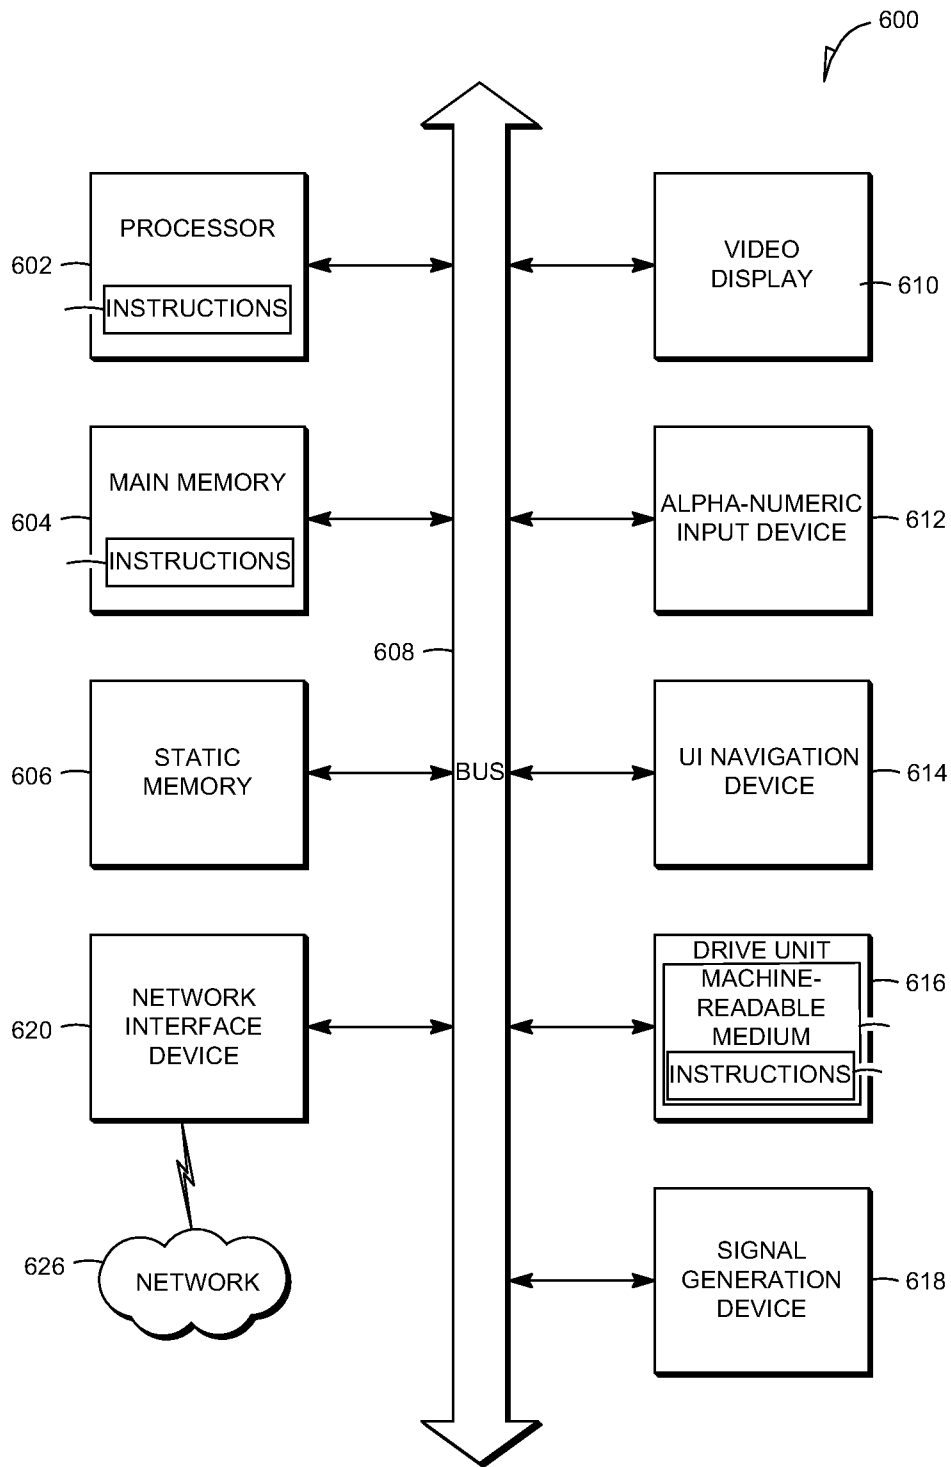 600
PROCESSOR
602
INSTRUCTIONS
VIDEO
DISPLAY
610
MAIN MEMORY
604
INSTRUCTIONS
ALPHA-NUMERIC
INPUT DEVICE
612
608
STATIC
MEMORY
606
BUS
UI NAVIGATION
DEVICE
614
NETWORK
INTERFACE
DEVICE
620
DRIVE UNIT
MACHINE-
READABLE
MEDIUM
INSTRUCTIONS
616
626
NETWORK
SIGNAL
GENERATION
DEVICE
618